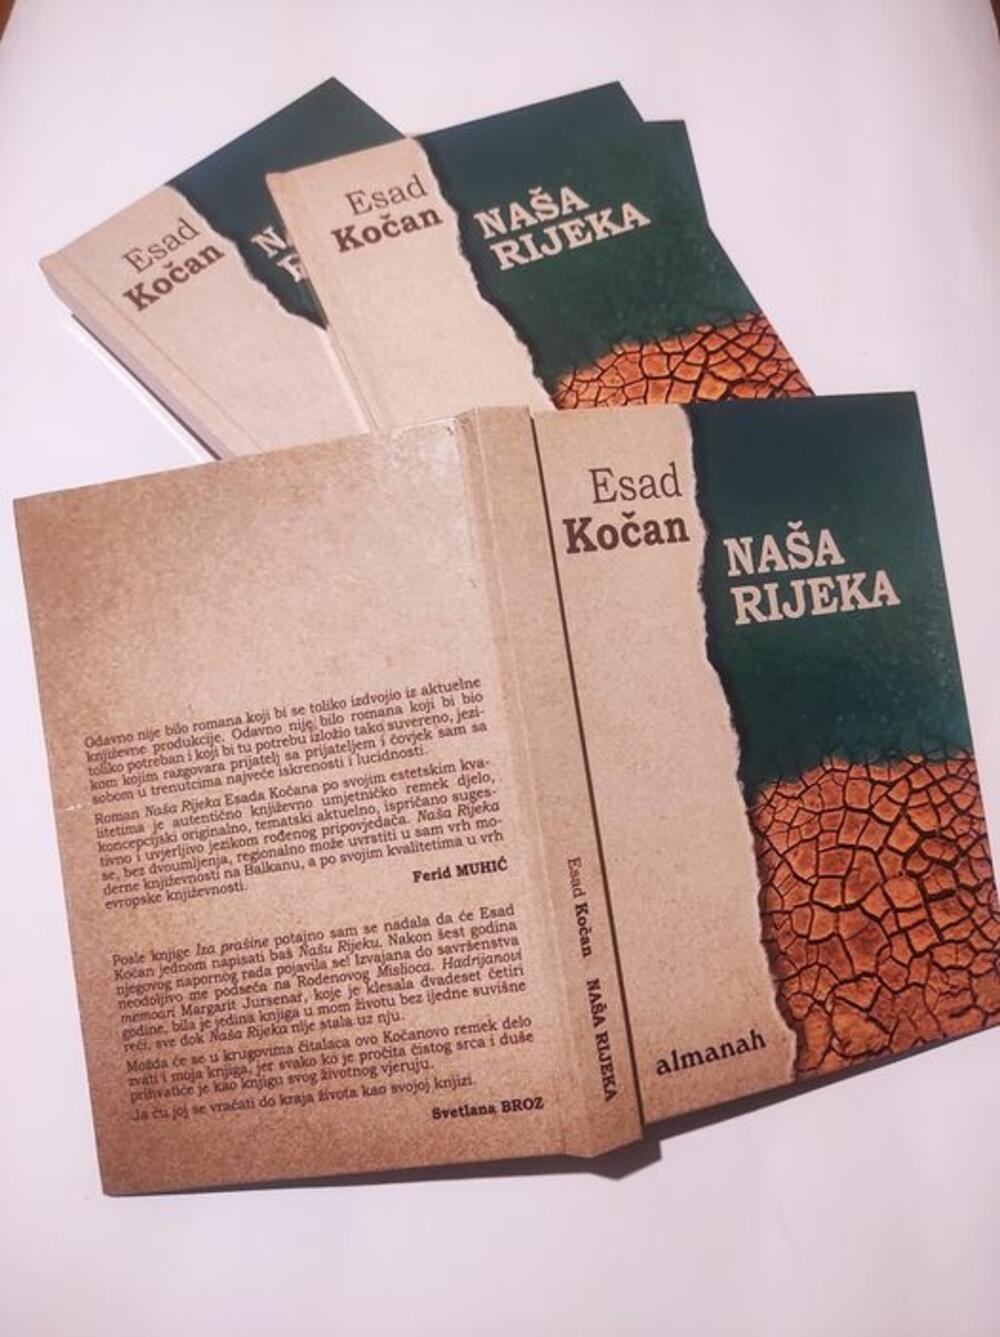 Esad
Kočan
NA
R
Esad
Kočan
NAŠA
RIJEKA
Esad
Kočan
NAŠA
RIJEKA
almanah
Esad Kočan NAŠA RIJEKA
Odavno nije bilo romana koji bi se toliko izdvojio iz aktuelne
književne produkcije. Odavno nije bilo romana koji bi bio
toliko potreban i koji bi tu potrebu izložio tako suvereno, jezi-
kom kojim razgovara prijatelj sa prijateljem i čovjek sam sa
sobom u trenutcima najveće iskrenosti i lucidnosti.
Roman Naša Rijeka Esada Kočana po svojim estetskim kva-
litetima je autentično književno umjetničko remek djelo,
koncepcijski originalno, tematski aktuelno, ispričano suges-
tivno i uvjerljivo jezikom rođenog pripovjedača. Naša Rijeka
se, bez dvoumljenja, regionalno može uvrstiti u sam vrh mo-
derne književnosti na Balkanu, a po svojim kvalitetima u vrh
evropske književnosti.
Ferid MUHIĆ
Posle knjige Iza prašine potajno sam se nadala da će Esad
Kočan jednom napisati baš Našu Rijeku. Nakon šest godina
njegovog napornog rada pojavila se! Izvajana do savršenstva
neodoljivo me podseća na Rodenovog Mislioca. Hadrijanovi
memoari Margarit Jursenar, koje je klesala dvadeset četiri
godine, bila je jedina knjiga u mom životu bez ijedne suvišne
reči, sve dok Naša Rijeka nije stala uz nju.
Možda će se u krugovima čitalaca ovo Kočanovo remek delo
zvati i moja knjiga, jer svako ko je pročita čistog srca i duše
prihvatiće je kao knjigu svog životnog vjeruju.
Ja ću joj se vraćati do kraja života kao svojoj knjizi.
Svetlana BROZ